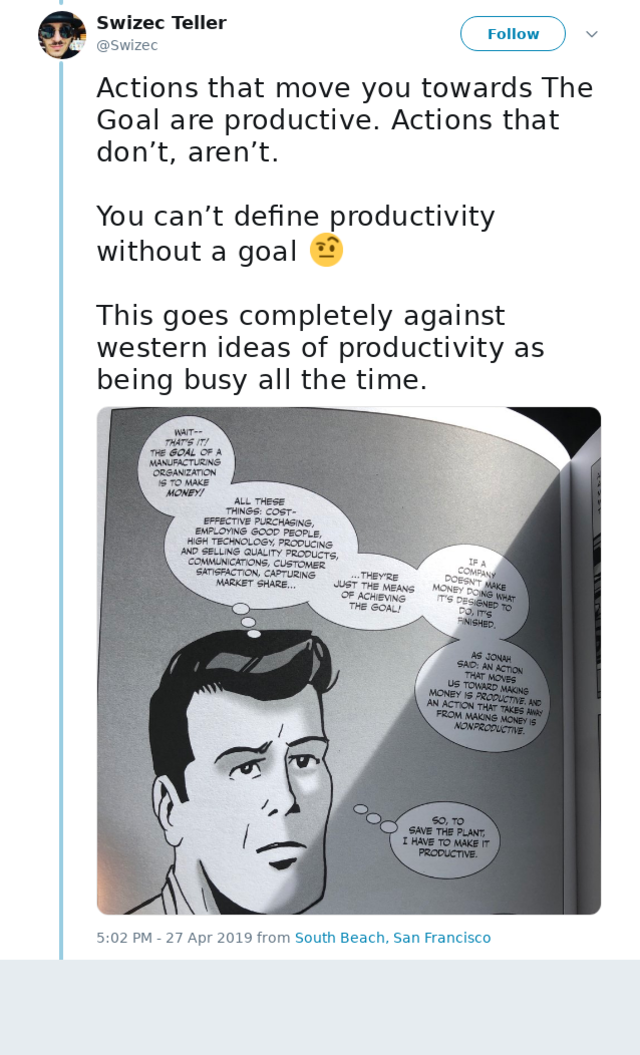 Swizec Teller
@Swizec
Follow
Actions that move you towards The
Goal are productive. Actions that
don’t, aren’t.
You can’t define productivity
without a goal 🤨
This goes completely against
western ideas of productivity as
being busy all the time.
WAIT--
THAT'S IT!
THE GOAL OF A
MANUFACTURING
ORGANIZATION
IS TO MAKE
MONEY!
ALL THESE
THINGS: COST-
EFFECTIVE PURCHASING,
EMPLOYING GOOD PEOPLE,
HIGH TECHNOLOGY, PRODUCING
AND SELLING QUALITY PRODUCTS,
COMMUNICATIONS, CUSTOMER
SATISFACTION, CAPTURING
MARKET SHARE...
...THEY'RE
JUST THE MEANS
OF ACHIEVING
THE GOAL!
IF A
COMPANY
DOESN'T MAKE
MONEY DOING WHAT
IT'S DESIGNED TO
DO, IT'S
FINISHED.
AS JONAH
SAID: AN ACTION
THAT MOVES
US TOWARD MAKING
MONEY IS PRODUCTIVE. AND
AN ACTION THAT TAKES AWAY
FROM MAKING MONEY IS
NONPRODUCTIVE.
SO, TO
SAVE THE PLANT,
I HAVE TO MAKE IT
PRODUCTIVE.
5:02 PM - 27 Apr 2019 from South Beach, San Francisco